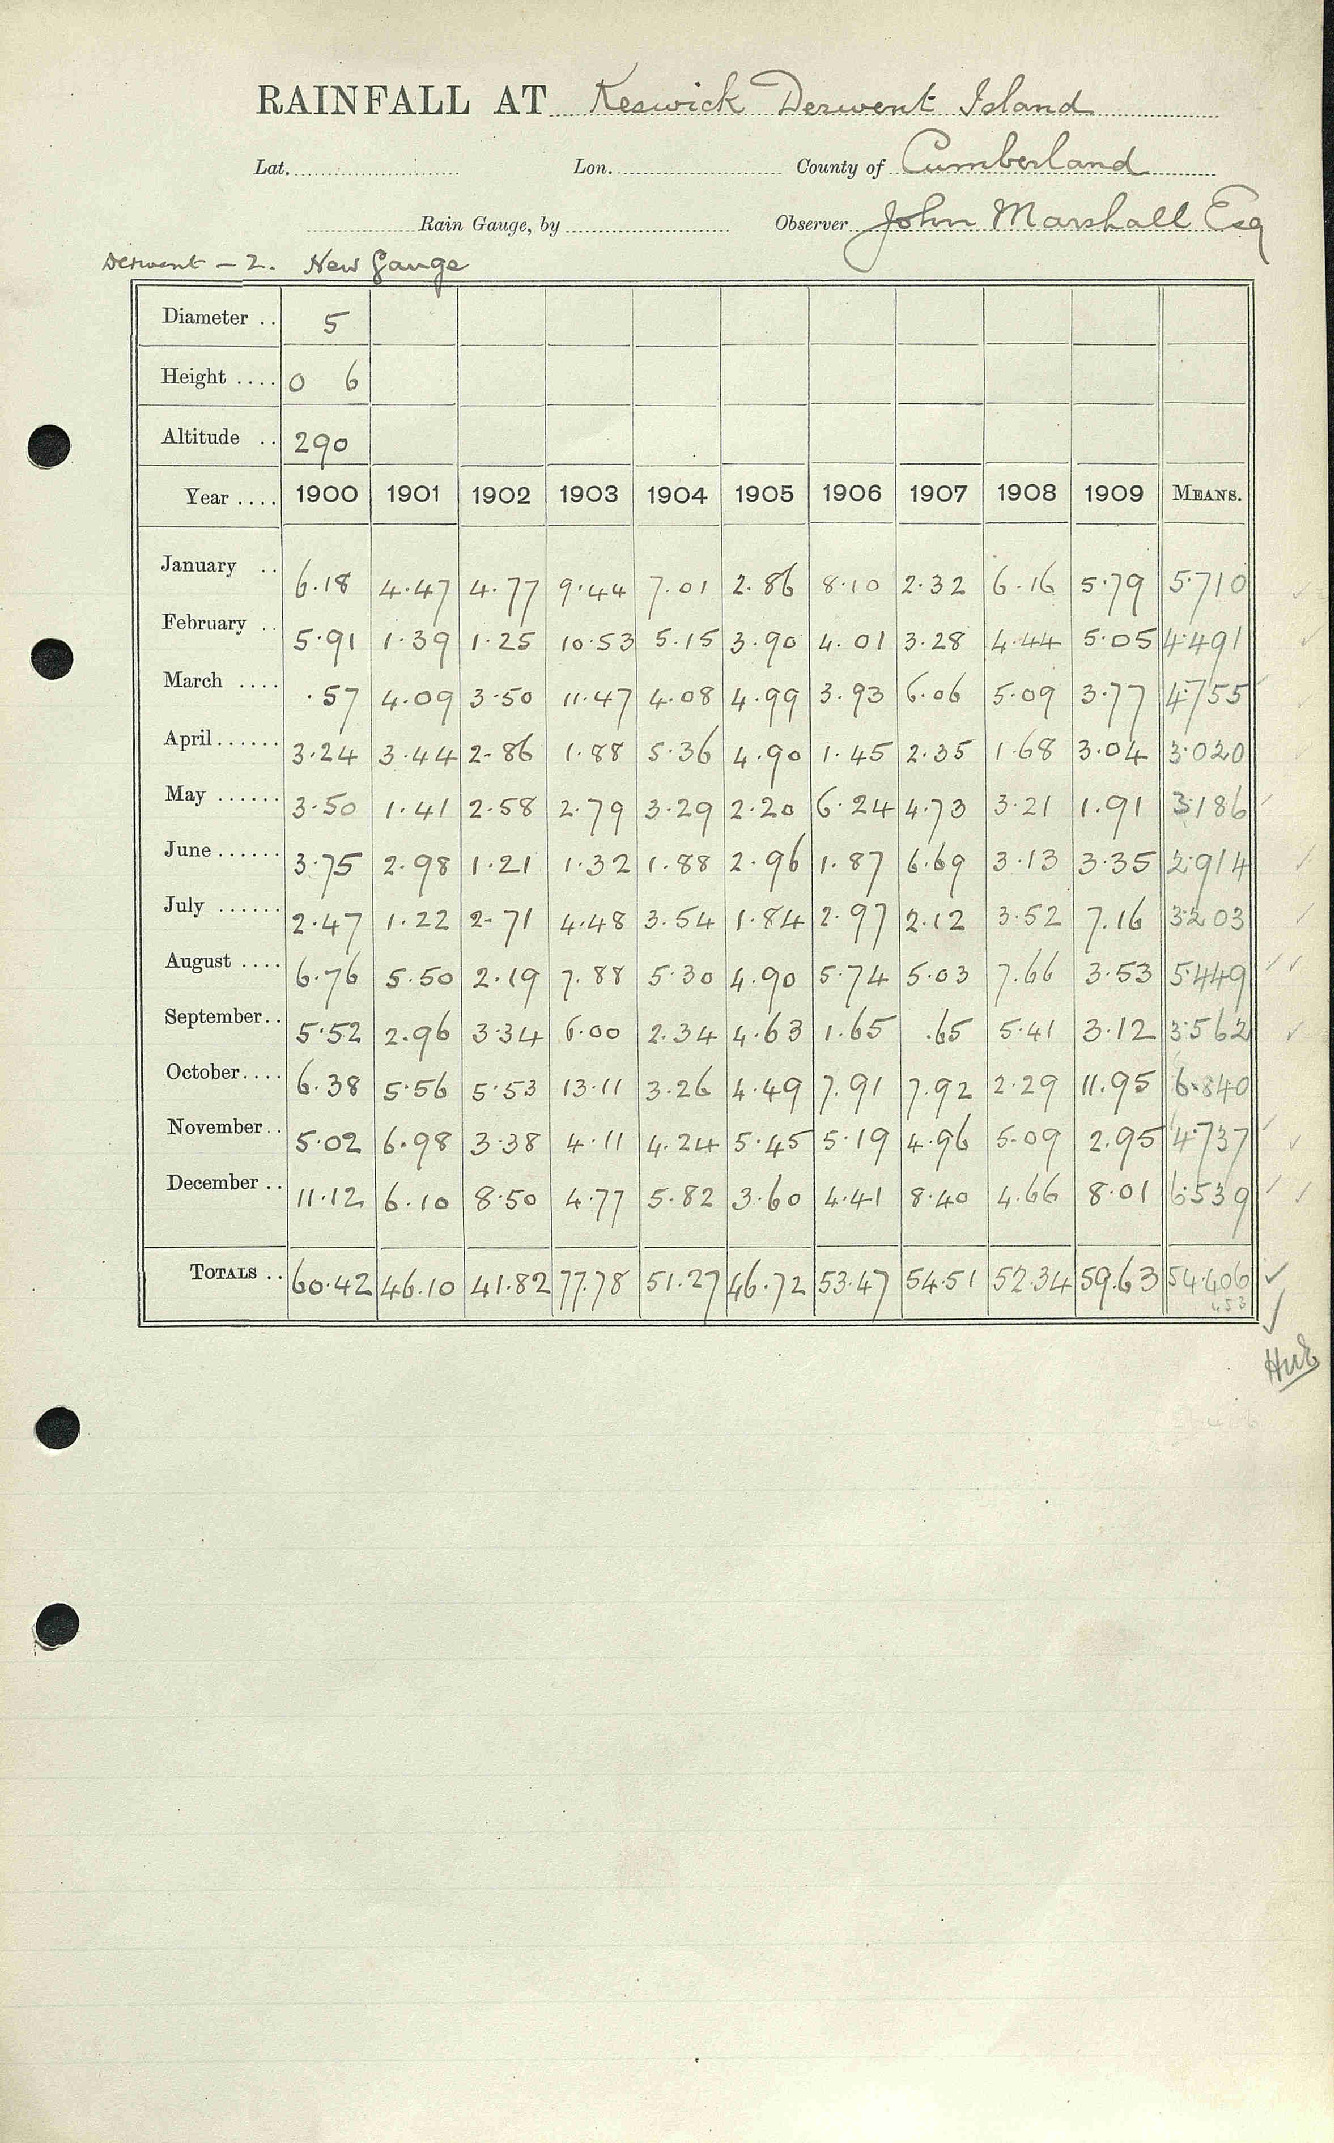 RAINFALL AT Keswick Derwent Island
Lat. Lon. County of Cumberland
Rain Gauge, by Observer John Marshall Esq
Derwent – 2. New Gauge
Diameter .. 5
Height .... 0 6
Altitude .. 290
Year .... 1900 1901 1902 1903 1904 1905 1906 1907 1908 1909 MEANS.
January .. 6.18 4.47 4.77 9.44 7.01 2.86 8.10 2.32 6.16 5.79 5.710
February .. 5.91 1.39 1.25 10.53 5.15 3.90 4.01 3.28 4.44 5.05 4.491
March .... .57 4.09 3.50 11.47 4.08 4.99 3.93 6.06 5.09 3.77 4.755
April ...... 3.24 3.44 2.86 1.88 5.36 4.90 1.45 2.35 1.68 3.04 3.020
May ...... 3.50 1.41 2.58 2.79 3.29 2.20 6.24 4.73 3.21 1.91 3.186
June ...... 3.75 2.98 1.21 1.32 1.88 2.96 1.87 6.69 3.13 3.35 2.914
July ...... 2.47 1.22 2.71 4.48 3.54 1.84 2.97 2.12 3.52 7.16 3.203
August .... 6.76 5.50 2.19 7.88 5.30 4.90 5.74 5.03 7.66 3.53 5.449
September .. 5.52 2.96 3.34 6.00 2.34 4.63 1.65 .65 5.41 3.12 3.562
October .... 6.38 5.56 5.53 13.11 3.26 4.49 7.91 7.92 2.29 11.95 6.840
November .. 5.02 6.98 3.38 4.11 4.24 5.45 5.19 4.96 5.09 2.95 4.737
December .. 11.12 6.10 8.50 4.77 5.82 3.60 4.41 8.40 4.66 8.01 6.539
TOTALS .. 60.42 46.10 41.82 77.78 51.27 46.72 53.47 54.51 52.34 59.63 54.406